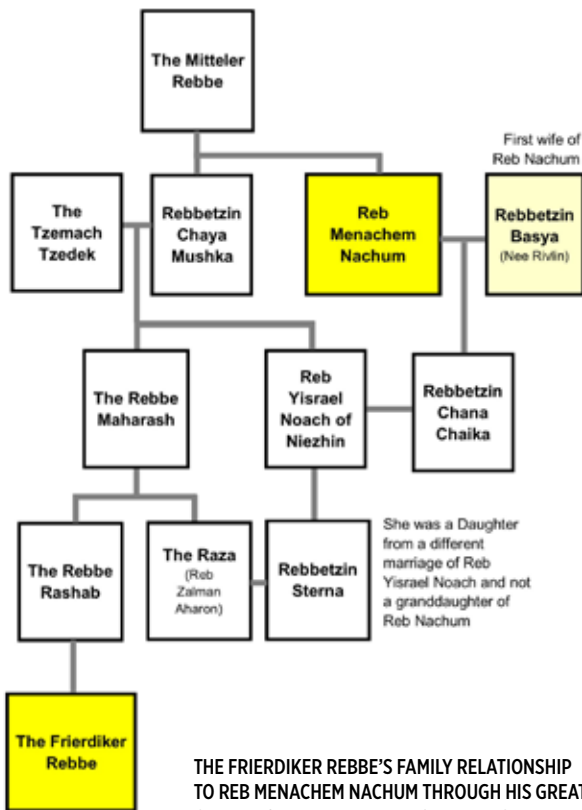 The Mitteler
Rebbe
First wife of
Reb Nachum
The
Tzemach
Tzedek
Rebbetzin
Chaya
Mushka
Reb
Menachem
Nachum
Rebbetzin
Basya
(Nee Rivlin)
The Rebbe
Maharash
Reb
Yisrael
Noach of
Niezhin
Rebbetzin
Chana
Chaika
The Rebbe
Rashab
The Raza
(Reb
Zalman
Aharon)
Rebbetzin
Sterna
She was a Daughter
from a different
marriage of Reb
Yisrael Noach and not
a granddaughter of
Reb Nachum
The Frierdiker
Rebbe
THE FRIERDIKER REBBE'S FAMILY RELATIONSHIP
TO REB MENACHEM NACHUM THROUGH HIS GREAT